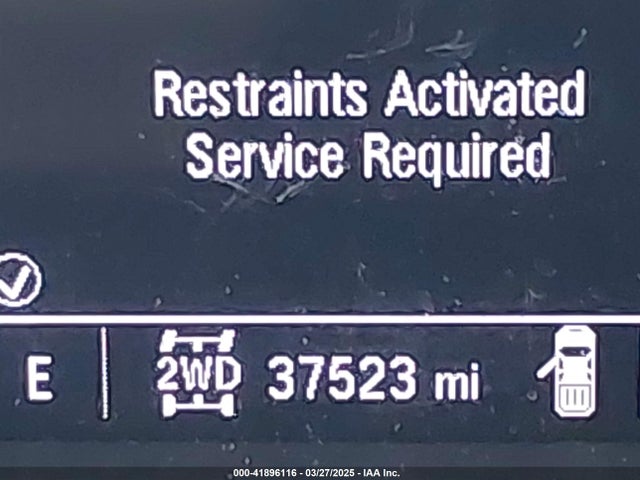 Restraints Activated
Service Required
E 2WD 37523 mi
000-41896116 - 03/27/2025 - IAA Inc.